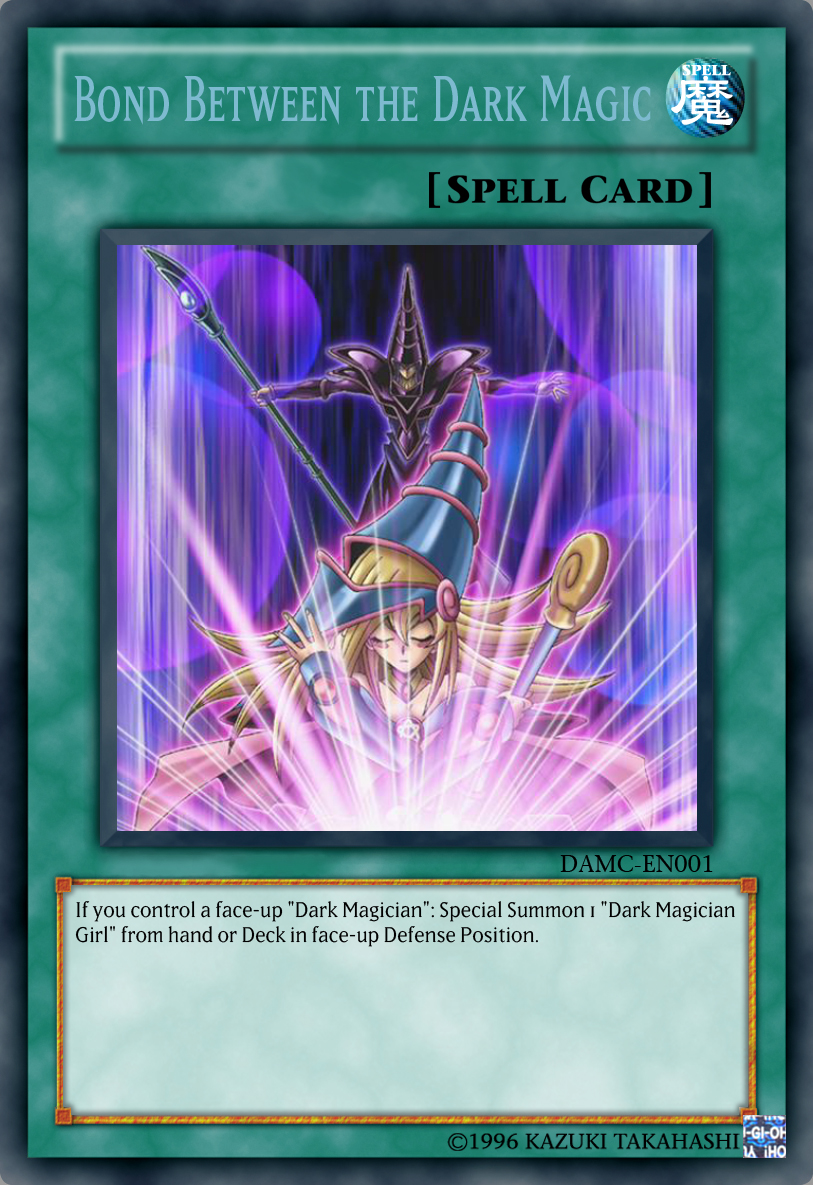 Bond Between the Dark Magic
SPELL
魔
[Spell Card]
DAMC-EN001
If you control a face-up "Dark Magician": Special Summon 1 "Dark Magician
Girl" from hand or Deck in face-up Defense Position.
©1996 KAZUKI TAKAHASHI